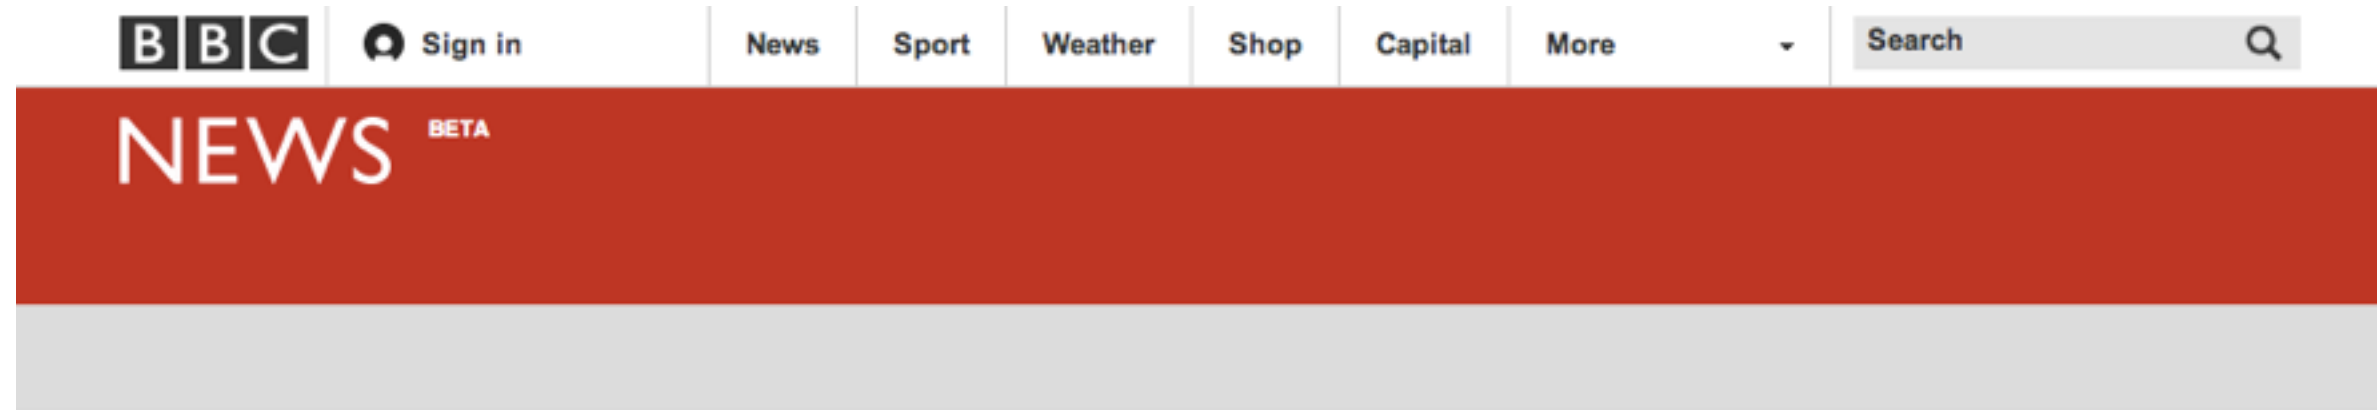 BBC Sign in News Sport Weather Shop Capital More Search
NEWS BETA